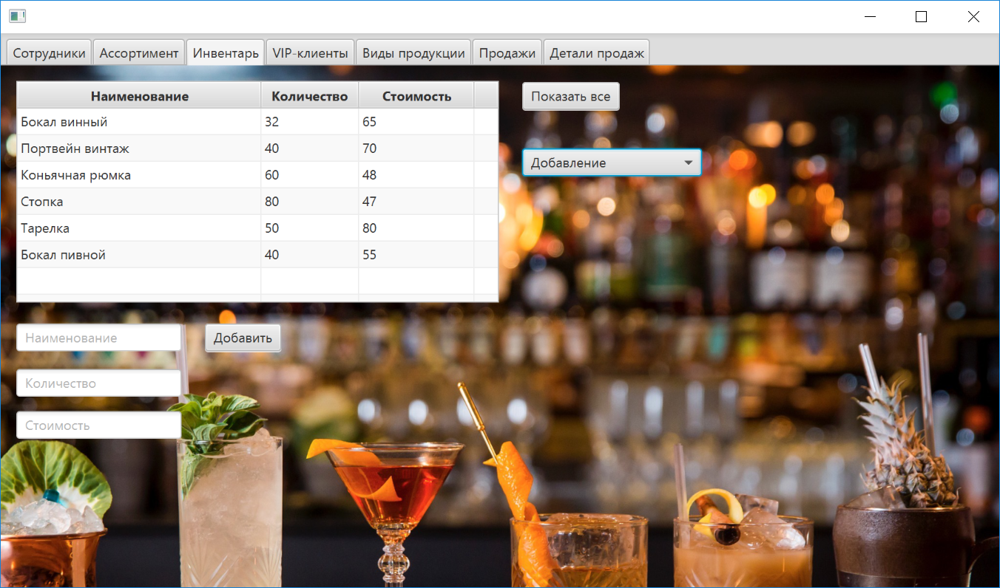 Сотрудники Ассортимент Инвентарь VIP-клиенты Виды продукции Продажи Детали продаж
Наименование Количество Стоимость
Показать все
Бокал винный 32 65
Портвейн винтаж 40 70
Добавление
Коньячная рюмка 60 48
Стопка 80 47
Тарелка 50 80
Бокал пивной 40 55
Наименование
Добавить
Количество
Стоимость